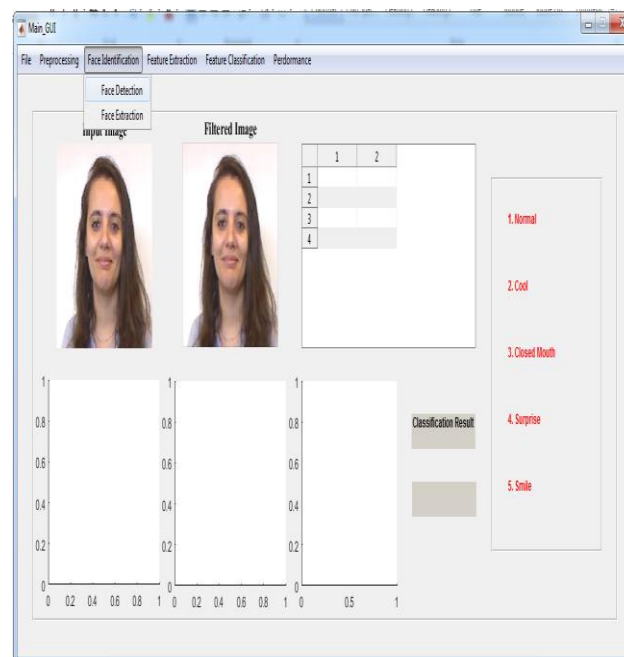 Main_GUI
File Preprocessing Face Identification Feature Extraction Feature Classification Perdormance
Face Detection
Face Extraction
Input Image Filtered Image
1 2
1
2
3
4
1. Normal
2. Cool
3. Closed Mouth
4. Surprise
5. Smile
Classification Result
1
0.8
0.6
0.4
0.2
0
0 0.2 0.4 0.6 0.8 1
1
0.8
0.6
0.4
0.2
0
0 0.2 0.4 0.6 0.8 1
1
0.8
0.6
0.4
0.2
0
0 0.5 1